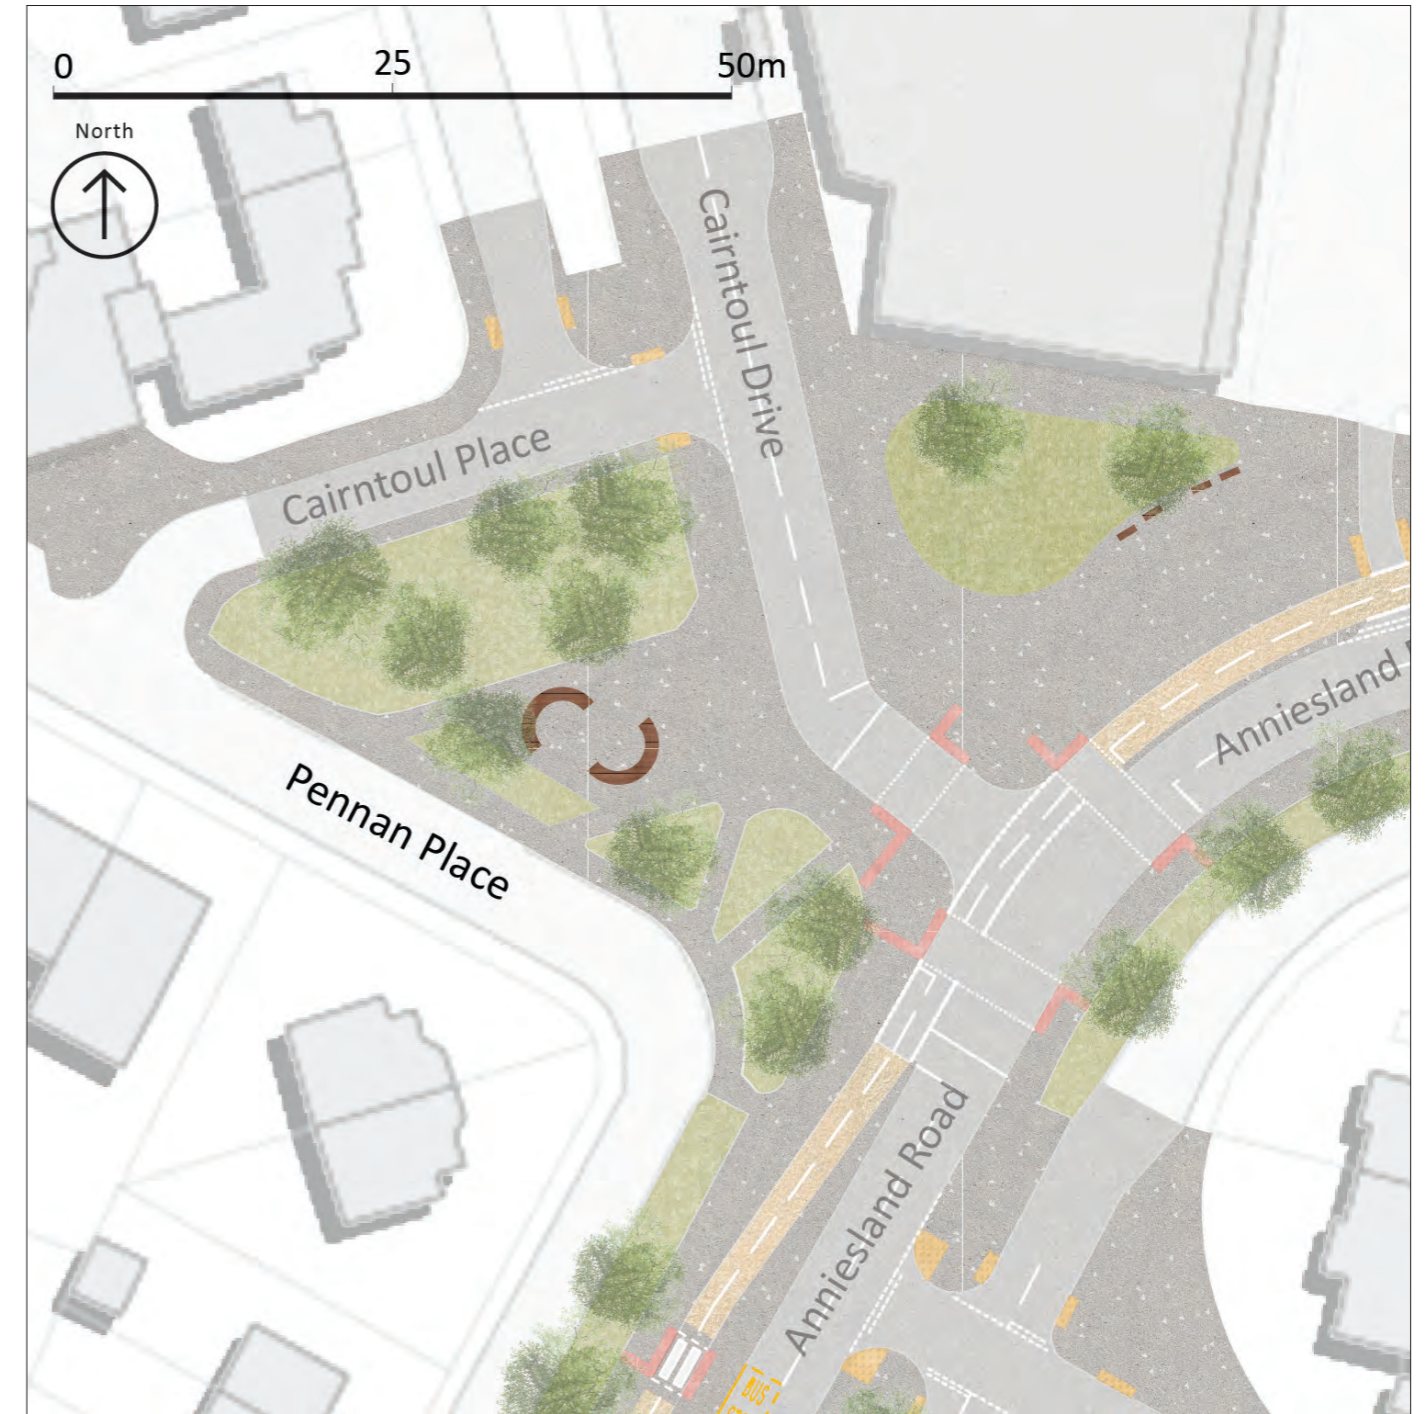 0 25 50m
North
Cairntoul Drive
Cairntoul Place
Anniesland
Pennan Place
Anniesland Road
BUS